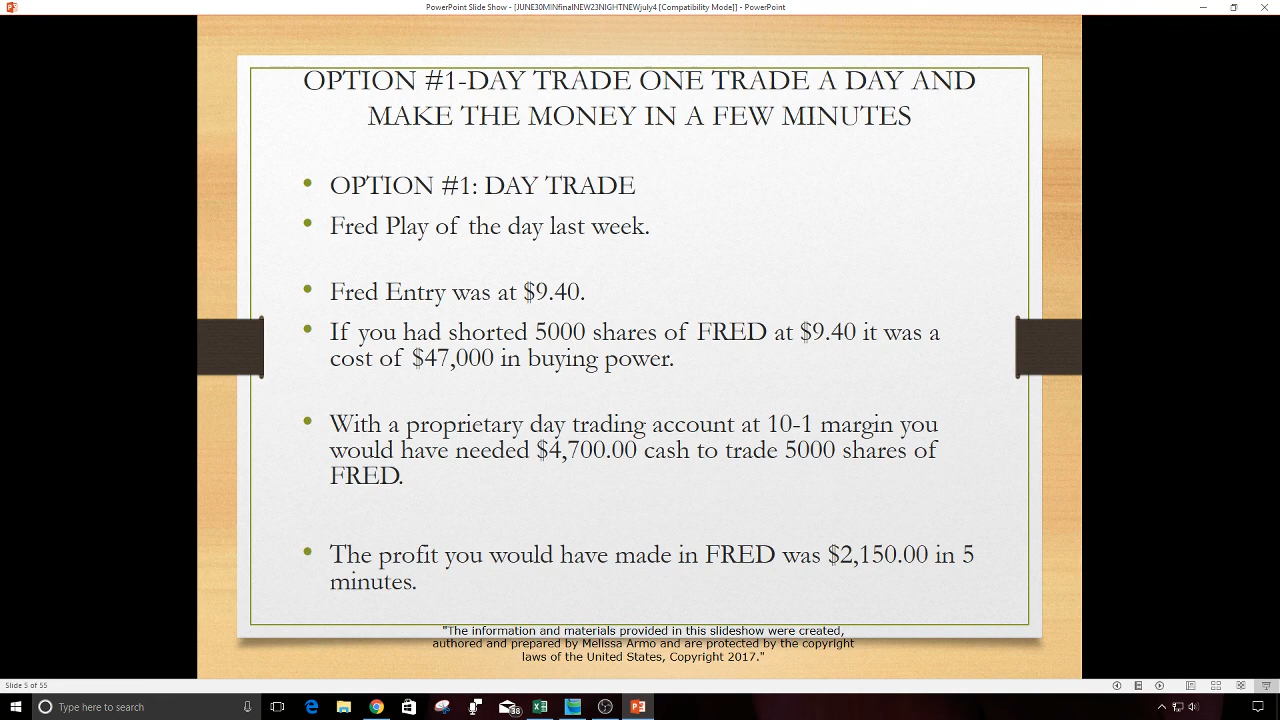 PowerPoint Slide Show - [JUNE30MINfinalNEW23NIGHTNEWjuly4 [Compatibility Mode]] - PowerPoint
OPTION #1-DAY TRADE ONE TRADE A DAY AND
MAKE THE MONEY IN A FEW MINUTES
• OPTION #1: DAY TRADE
• Fred Play of the day last week.
• Fred Entry was at $9.40.
• If you had shorted 5000 shares of FRED at $9.40 it was a
cost of $47,000 in buying power.
• With a proprietary day trading account at 10-1 margin you
would have needed $4,700.00 cash to trade 5000 shares of
FRED.
• The profit you would have made in FRED was $2,150.00 in 5
minutes.
"The information and materials provided in this slideshow were created,
authored and prepared by Melissa Armo and are protected by the copyright
laws of the United States, Copyright 2017."
Slide 5 of 55
Type here to search